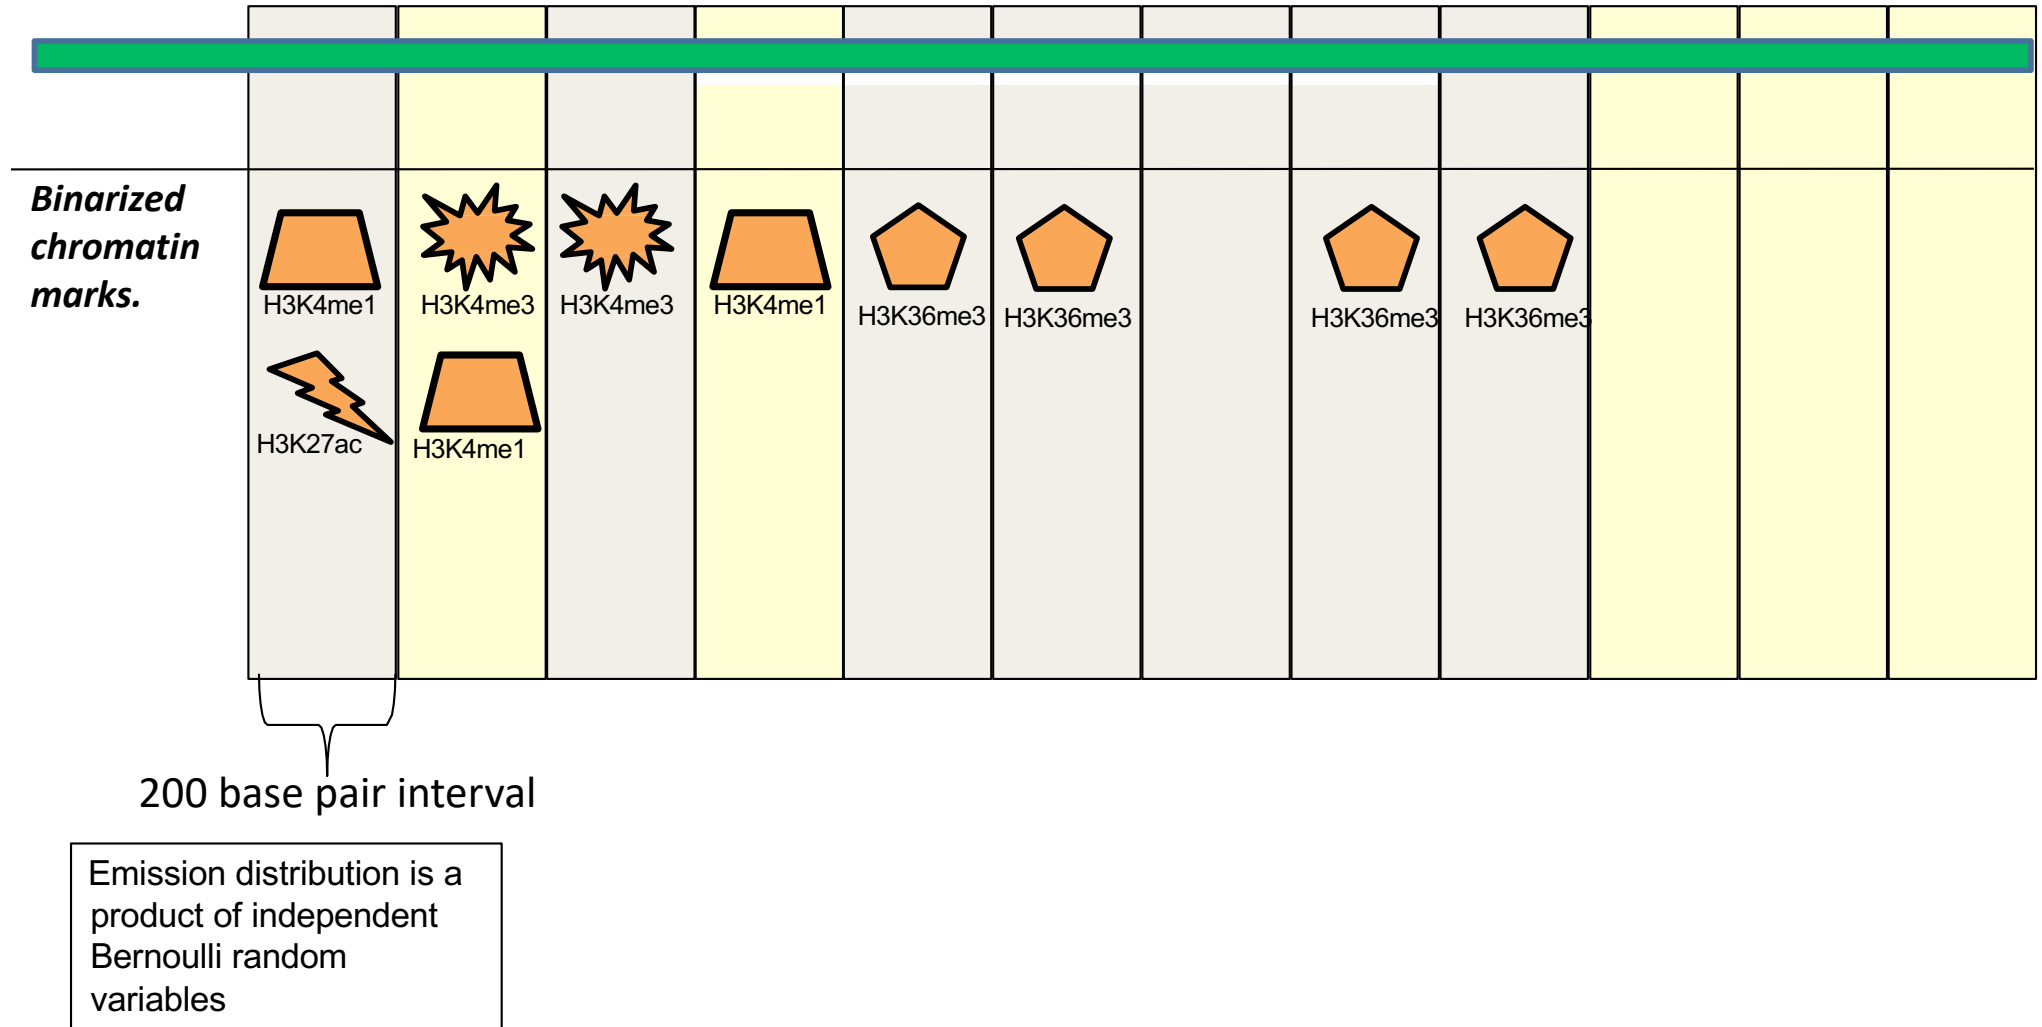 Binarized
chromatin
marks.
H3K4me1
H3K4me3
H3K4me3
H3K4me1
H3K36me3
H3K36me3
H3K36me3
H3K36me3
H3K27ac
H3K4me1
200 base pair interval
Emission distribution is a
product of independent
Bernoulli random
variables